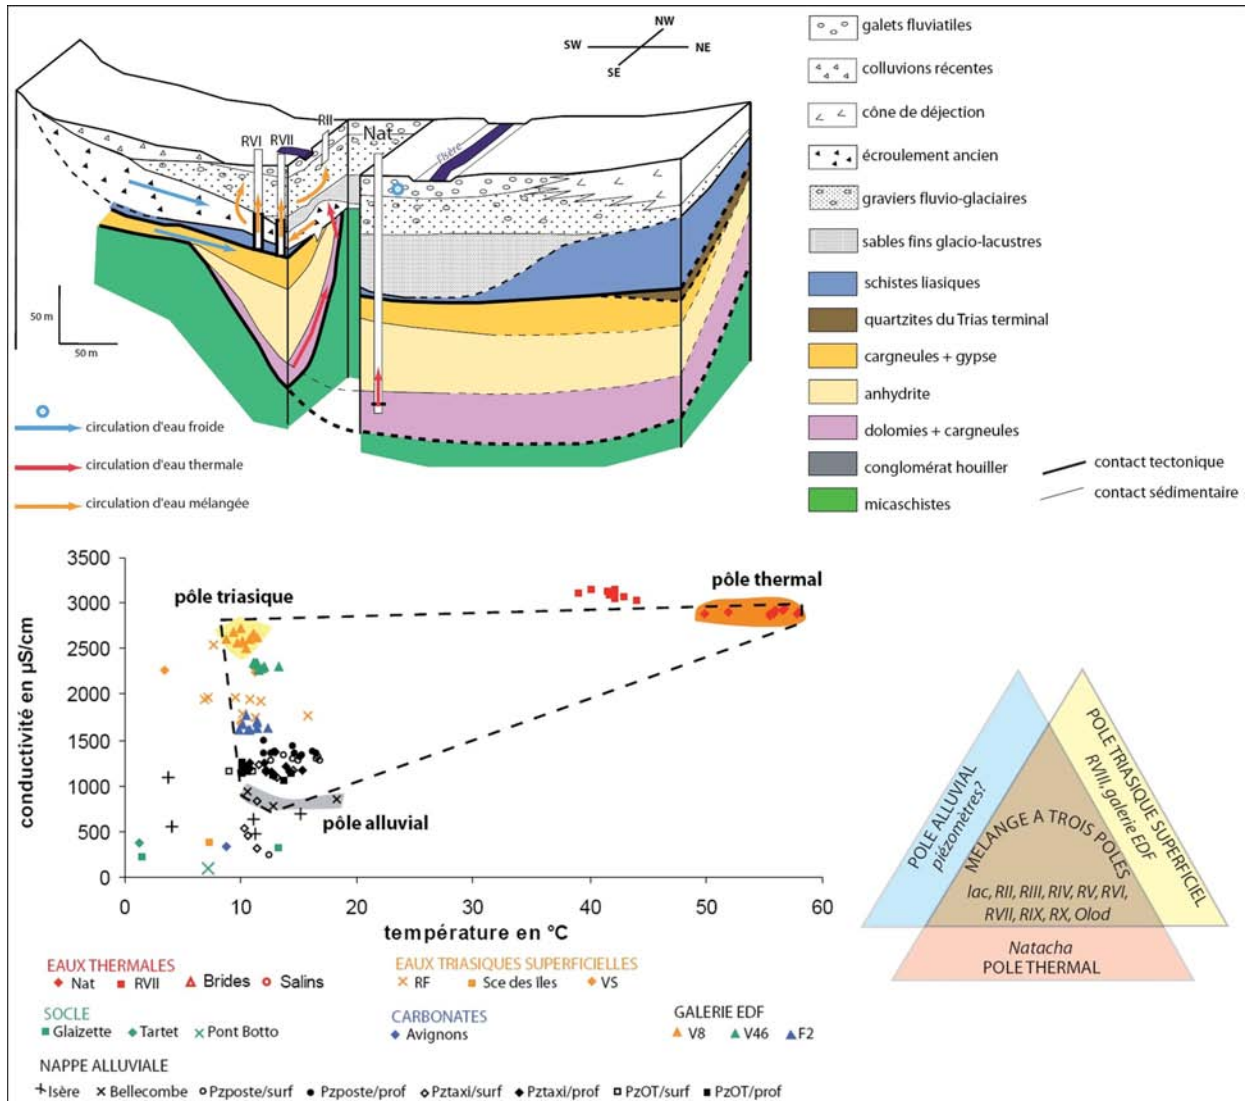 NW
SW
NE
SE
RVI
RVII
RII
Nat
Isère
50 m
50 m
circulation d'eau froide
circulation d'eau thermale
circulation d'eau mélangée
galets fluviatiles
colluvions récentes
cône de déjection
écroulement ancien
graviers fluvio-glaciaires
sables fins glacio-lacustres
schistes liasiques
quartzites du Trias terminal
cargneules + gypse
anhydrite
dolomies + cargneules
conglomérat houiller
micaschistes
contact tectonique
contact sédimentaire
conductivité en µS/cm
3500
3000
2500
2000
1500
1000
500
0
pôle triasique
pôle thermal
pôle alluvial
0 10 20 30 40 50 60
température en °C
EAUX THERMALES
Nat RVII Brides Salins
EAUX TRIASIQUES SUPERFICIELLES
RF Sce des Iles VS
SOCLE
Glaizette Tartet Pont Botto
CARBONATES
Avignons
GALERIE EDF
V8 V46 F2
NAPPE ALLUVIALE
Isère Bellecombe Pzposte/surf Pzposte/prof Pztaxi/surf Pztaxi/prof PzOT/surf PzOT/prof
POLE ALLUVIAL
piézomètres?
POLE TRIASIQUE SUPERFICIEL
RVIII, galerie EDF
MELANGE A TROIS POLES
lac, RII, RIII, RIV, RV, RVI,
RVII, RIX, RX, Olod
Natacha
POLE THERMAL